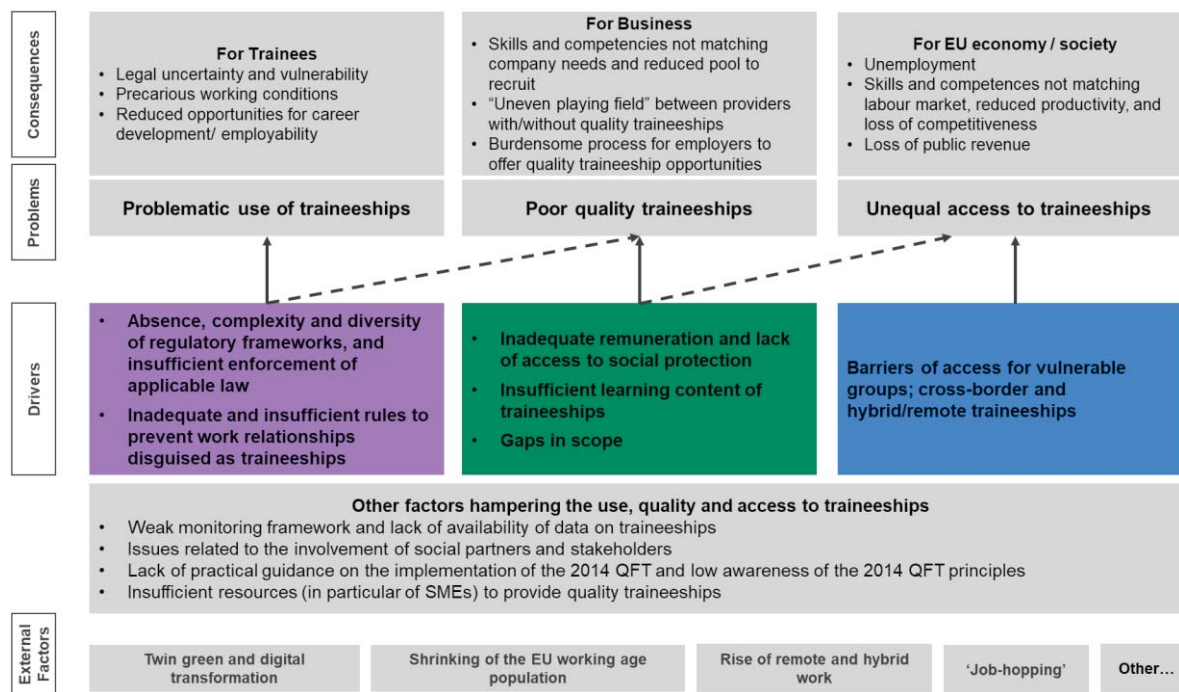 Consequences
For Trainees
• Legal uncertainty and vulnerability
• Precarious working conditions
• Reduced opportunities for career
development/ employability
For Business
• Skills and competencies not matching
company needs and reduced pool to
recruit
• “Uneven playing field” between providers
with/without quality traineeships
• Burdensome process for employers to
offer quality traineeship opportunities
For EU economy / society
• Unemployment
• Skills and competences not matching
labour market, reduced productivity, and
loss of competitiveness
• Loss of public revenue
Problems
Problematic use of traineeships
Poor quality traineeships
Unequal access to traineeships
Drivers
• Absence, complexity and diversity
of regulatory frameworks, and
insufficient enforcement of
applicable law
• Inadequate and insufficient rules to
prevent work relationships
disguised as traineeships
• Inadequate remuneration and lack
of access to social protection
• Insufficient learning content of
traineeships
• Gaps in scope
Barriers of access for vulnerable
groups; cross-border and
hybrid/remote traineeships
Other factors hampering the use, quality and access to traineeships
• Weak monitoring framework and lack of availability of data on traineeships
• Issues related to the involvement of social partners and stakeholders
• Lack of practical guidance on the implementation of the 2014 QFT and low awareness of the 2014 QFT principles
• Insufficient resources (in particular of SMEs) to provide quality traineeships
External
Factors
Twin green and digital
transformation
Shrinking of the EU working age
population
Rise of remote and hybrid
work
‘Job-hopping’
Other…